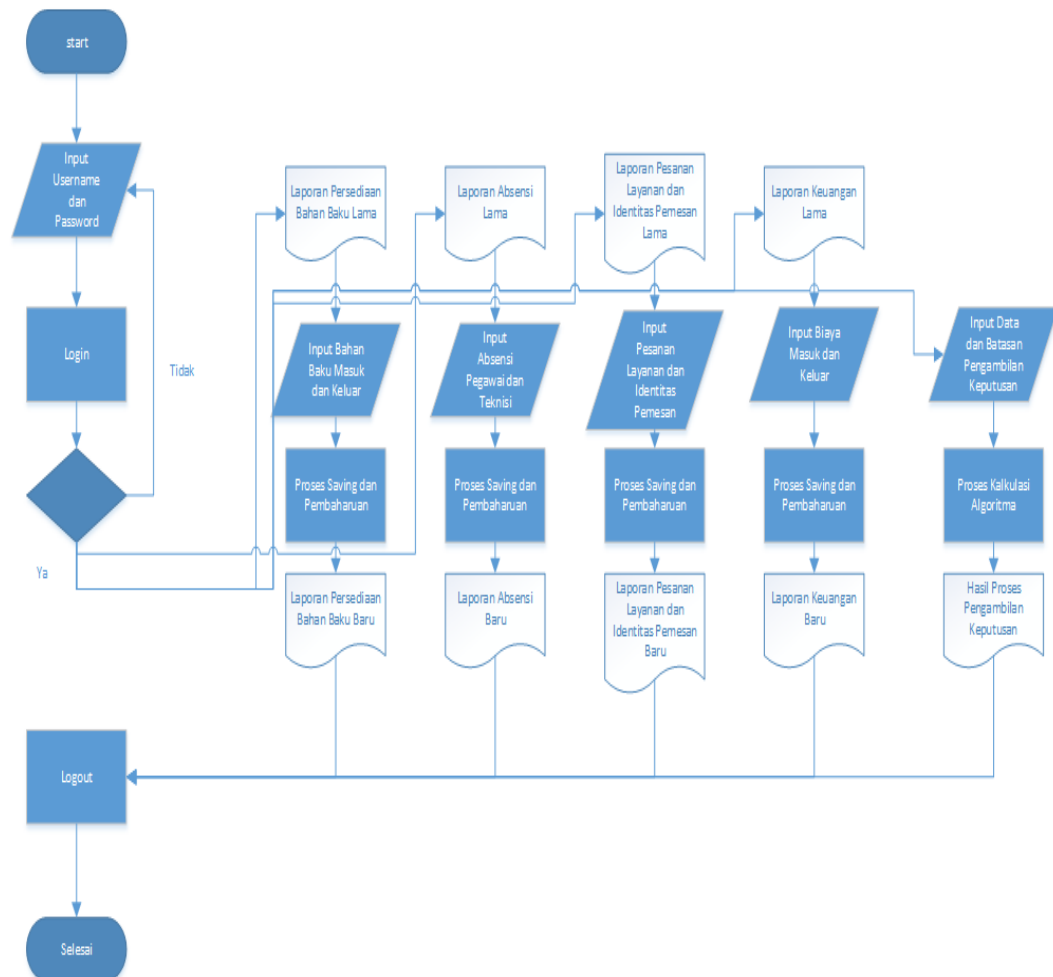 start
Input
Username
dan
Password
Login
Tidak
Ya
Laporan Persediaan
Bahan Baku Lama
Input Bahan
Baku Masuk
dan Keluar
Proses Saving dan
Pembaharuan
Laporan Persediaan
Bahan Baku Baru
Laporan Absensi
Lama
Input
Absensi
Pegawai dan
Teknisi
Proses Saving dan
Pembaharuan
Laporan Absensi
Baru
Laporan Pesanan
Layanan dan
Identitas Pemesan
Lama
Input
Pesanan
Layanan dan
Identitas
Pemesan
Proses Saving dan
Pembaharuan
Laporan Pesanan
Layanan dan
Identitas Pemesan
Baru
Laporan Keuangan
Lama
Input Biaya
Masuk dan
Keluar
Proses Saving dan
Pembaharuan
Laporan Keuangan
Baru
Input Data
dan Batasan
Pengambilan
Keputusan
Proses Kalkulasi
Algoritma
Hasil Proses
Pengambilan
Keputusan
Logout
Selesai